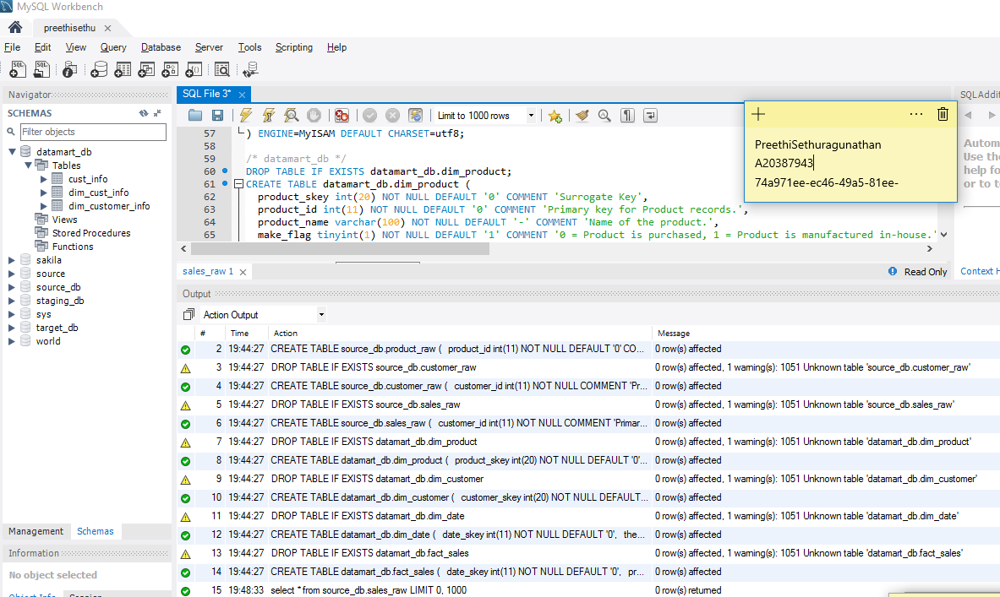 MySQL Workbench
preethisethu
File Edit View Query Database Server Tools Scripting Help
Navigator
SCHEMAS
Filter objects
datamart_db
Tables
cust_info
dim_cust_info
dim_customer_info
Views
Stored Procedures
Functions
sakila
source
source_db
staging_db
sys
target_db
world
Management Schemas
Information
No object selected
Object Info Session
SQL File 3*
Limit to 1000 rows
57 ) ENGINE=MyISAM DEFAULT CHARSET=utf8;
58
59 /* datamart_db */
60 DROP TABLE IF EXISTS datamart_db.dim_product;
61 CREATE TABLE datamart_db.dim_product (
62 product_skey int(20) NOT NULL DEFAULT '0' COMMENT 'Surrogate Key',
63 product_id int(11) NOT NULL DEFAULT '0' COMMENT 'Primary key for Product records.',
64 product_name varchar(100) NOT NULL DEFAULT '-' COMMENT 'Name of the product.',
65 make_flag tinyint(1) NOT NULL DEFAULT '1' COMMENT '0 = Product is purchased, 1 = Product is manufactured in-house.'
PreethiSethuragunathan
A20387943
74a971ee-ec46-49a5-81ee-
SQLAddit
Autom
Use the
help fo
or to t
sales_raw 1
Read Only
Context H
Output
Action Output
# Time Action Message
2 19:44:27 CREATE TABLE source_db.product_raw ( product_id int(11) NOT NULL DEFAULT '0' CO... 0 row(s) affected
3 19:44:27 DROP TABLE IF EXISTS source_db.customer_raw 0 row(s) affected, 1 warning(s): 1051 Unknown table 'source_db.customer_raw'
4 19:44:27 CREATE TABLE source_db.customer_raw ( customer_id int(11) NOT NULL COMMENT 'Pr... 0 row(s) affected
5 19:44:27 DROP TABLE IF EXISTS source_db.sales_raw 0 row(s) affected, 1 warning(s): 1051 Unknown table 'source_db.sales_raw'
6 19:44:27 CREATE TABLE source_db.sales_raw ( customer_id int(11) NOT NULL COMMENT 'Primar... 0 row(s) affected
7 19:44:27 DROP TABLE IF EXISTS datamart_db.dim_product 0 row(s) affected, 1 warning(s): 1051 Unknown table 'datamart_db.dim_product'
8 19:44:27 CREATE TABLE datamart_db.dim_product ( product_skey int(20) NOT NULL DEFAULT '0'... 0 row(s) affected
9 19:44:27 DROP TABLE IF EXISTS datamart_db.dim_customer 0 row(s) affected, 1 warning(s): 1051 Unknown table 'datamart_db.dim_customer'
10 19:44:27 CREATE TABLE datamart_db.dim_customer ( customer_skey int(20) NOT NULL DEFAULT... 0 row(s) affected
11 19:44:27 DROP TABLE IF EXISTS datamart_db.dim_date 0 row(s) affected, 1 warning(s): 1051 Unknown table 'datamart_db.dim_date'
12 19:44:27 CREATE TABLE datamart_db.dim_date ( date_skey int(11) NOT NULL DEFAULT '0', the... 0 row(s) affected
13 19:44:27 DROP TABLE IF EXISTS datamart_db.fact_sales 0 row(s) affected, 1 warning(s): 1051 Unknown table 'datamart_db.fact_sales'
14 19:44:27 CREATE TABLE datamart_db.fact_sales ( date_skey int(11) NOT NULL DEFAULT '0', pr... 0 row(s) affected
15 19:48:33 select * from source_db.sales_raw LIMIT 0, 1000 0 row(s) returned